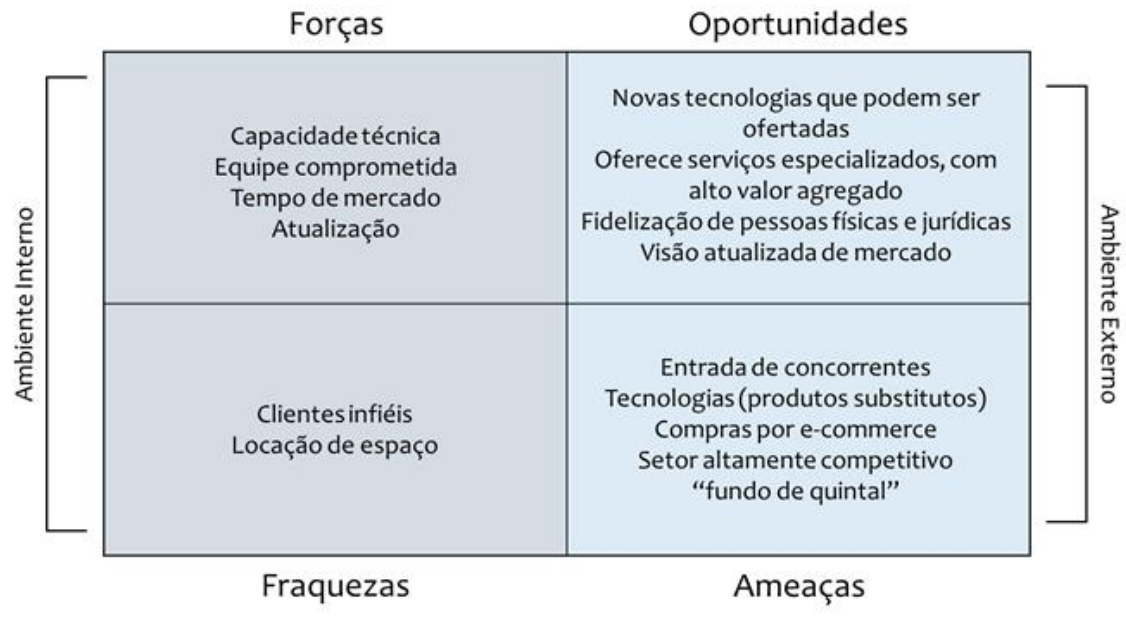 Forças
Oportunidades
Ambiente Interno
Capacidade técnica
Equipe comprometida
Tempo de mercado
Atualização
Novas tecnologias que podem ser
ofertadas
Oferece serviços especializados, com
alto valor agregado
Fidelização de pessoas físicas e jurídicas
Visão atualizada de mercado
Ambiente Externo
Clientes infiéis
Locação de espaço
Entrada de concorrentes
Tecnologias (produtos substitutos)
Compras por e-commerce
Setor altamente competitivo
“fundo de quintal”
Fraquezas
Ameaças